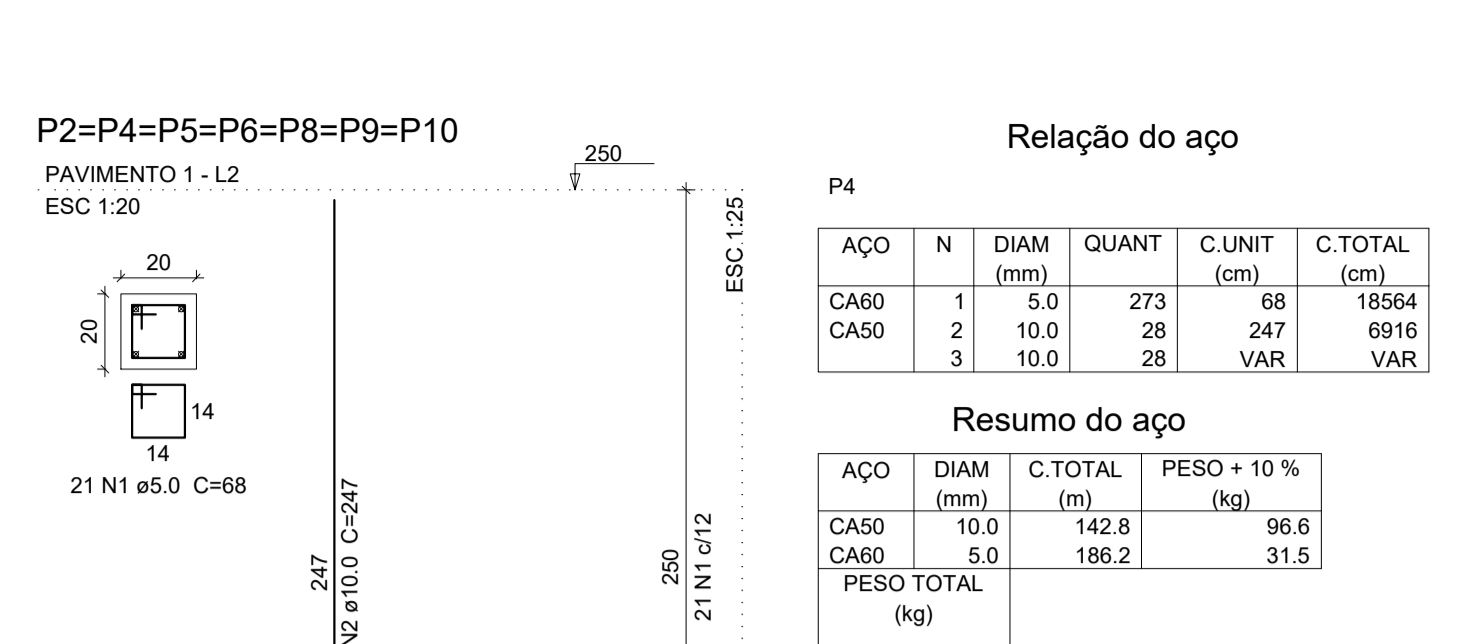 P2=P4=P5=P6=P8=P9=P10
PAVIMENTO 1 - L2
250
ESC 1:20
ESC 1:25
20
20
14
14
21 N1 ø5.0 C=68
247
N2 ø10.0 C=247
250
21 N1 c/12
Relação do aço
P4
AÇO N DIAM QUANT C.UNIT C.TOTAL
(mm) (cm) (cm)
CA60 1 5.0 273 68 18564
CA50 2 10.0 28 247 6916
3 10.0 28 VAR VAR
Resumo do aço
AÇO DIAM C.TOTAL PESO + 10 %
(mm) (m) (kg)
CA50 10.0 142.8 96.6
CA60 5.0 186.2 31.5
PESO TOTAL
(kg)